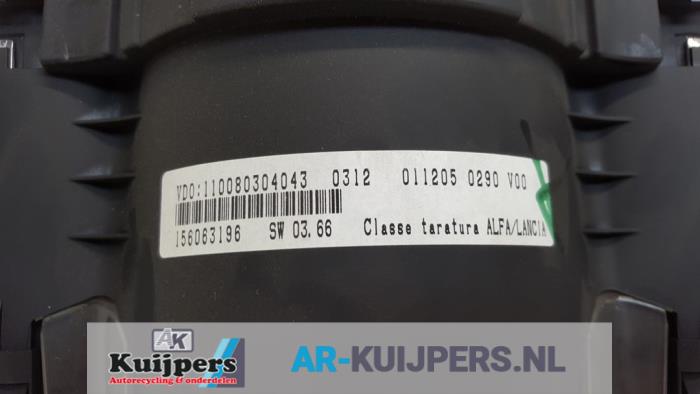 VDO:110080304043 0312 011205 0290 V00
156063196 SW 03.66 Classe taratura ALFA/LANCIA
AK
Kuijpers
Autorecycling & onderdelen
AR-KUIJPERS.NL